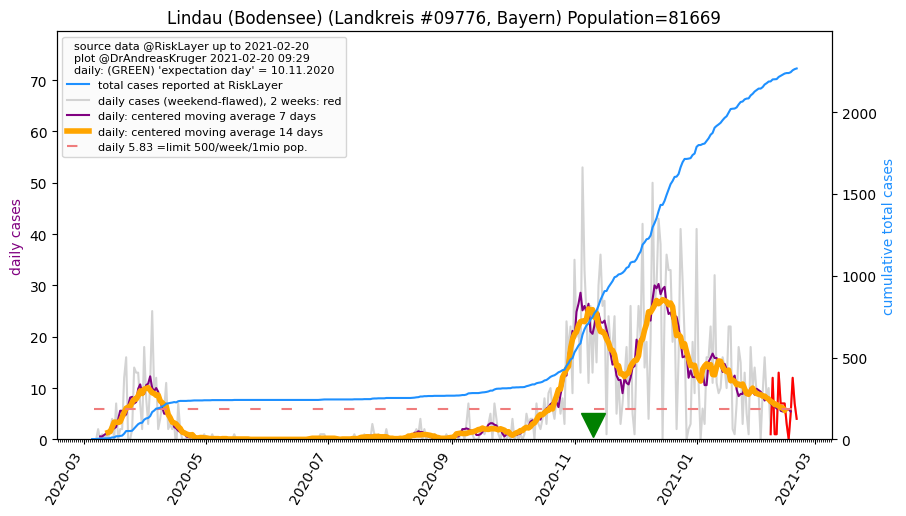 Lindau (Bodensee) (Landkreis #09776, Bayern) Population=81669
source data @RiskLayer up to 2021-02-20
plot @DrAndreasKruger 2021-02-20 09:29
daily: (GREEN) 'expectation day' = 10.11.2020
total cases reported at RiskLayer
daily cases (weekend-flawed), 2 weeks: red
daily: centered moving average 7 days
daily: centered moving average 14 days
daily 5.83 =limit 500/week/1mio pop.
daily cases
70
60
50
40
30
20
10
0
cumulative total cases
2000
1500
1000
500
0
2020-03
2020-05
2020-07
2020-09
2020-11
2021-01
2021-03